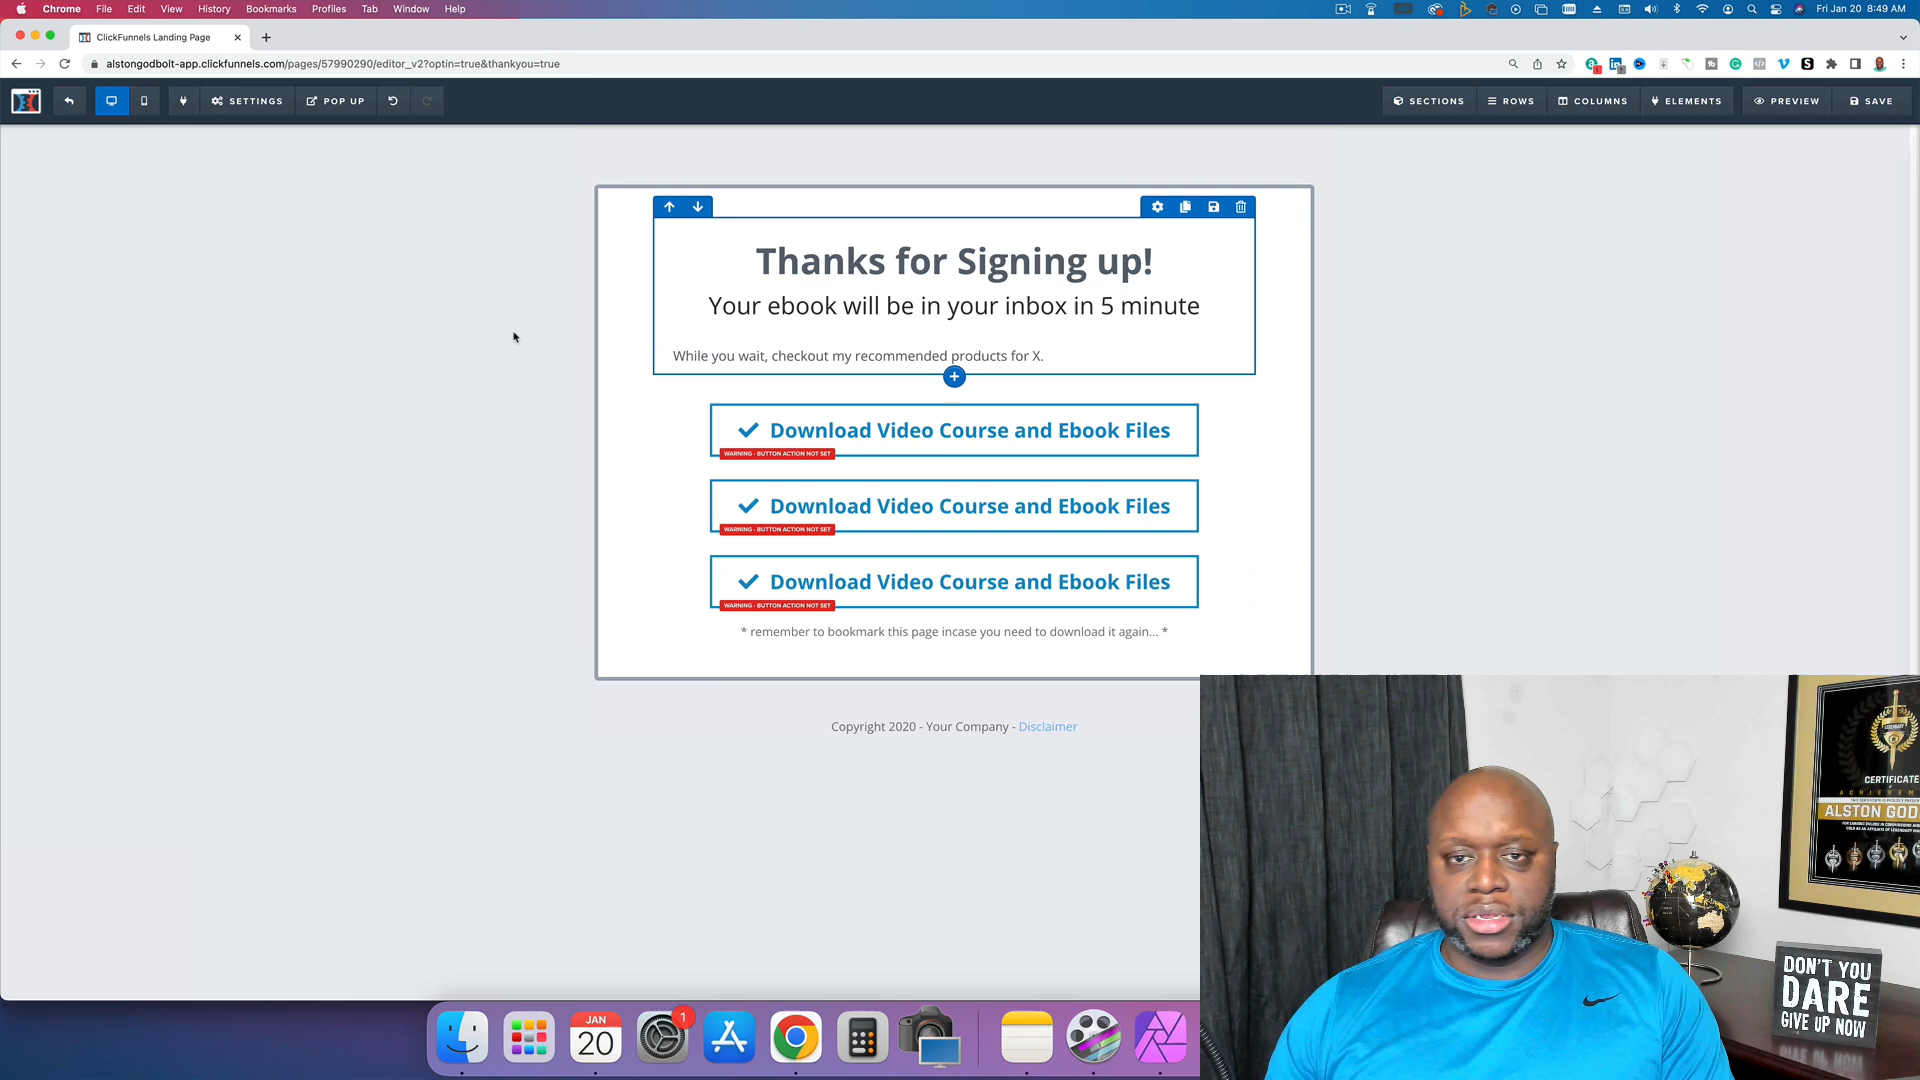 Chrome File Edit View History Bookmarks Profiles Tab Window Help
Fri Jan 20 8:49 AM
ClickFunnels Landing Page
alstongodbolt-app.clickfunnels.com/pages/57990290/editor_v2?optin=true&thankyou=true
SETTINGS
POP UP
SECTIONS
ROWS
COLUMNS
ELEMENTS
PREVIEW
SAVE
Thanks for Signing up!
Your ebook will be in your inbox in 5 minute
While you wait, checkout my recommended products for X.
Download Video Course and Ebook Files
WARNING - BUTTON ACTION NOT SET
Download Video Course and Ebook Files
WARNING - BUTTON ACTION NOT SET
Download Video Course and Ebook Files
WARNING - BUTTON ACTION NOT SET
* remember to bookmark this page incase you need to download it again... *
Copyright 2020 - Your Company - Disclaimer
CERTIFICATE
ALSTON GOD
DON'T YOU
DARE
GIVE UP NOW
JAN
20
1